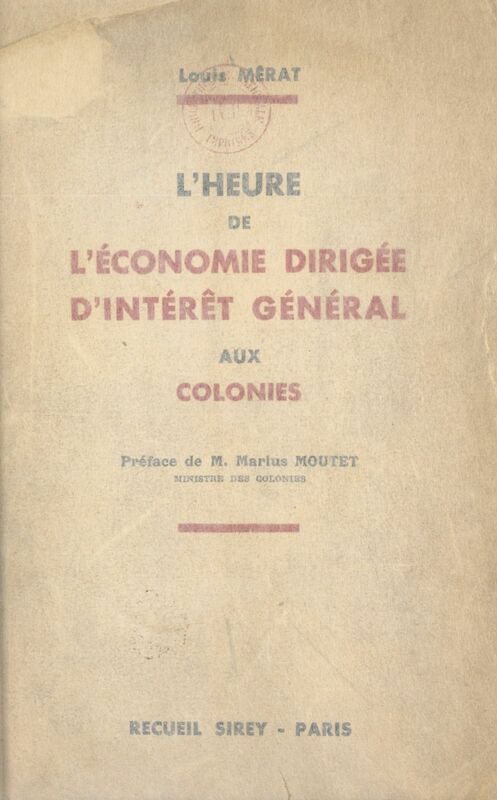 Louis MÉRAT
L'HEURE
DE
L'ÉCONOMIE DIRIGÉE
D'INTÉRÊT GÉNÉRAL
AUX
COLONIES
Préface de M. Marius MOUTET
MINISTRE DES COLONIES
RECUEIL SIREY - PARIS